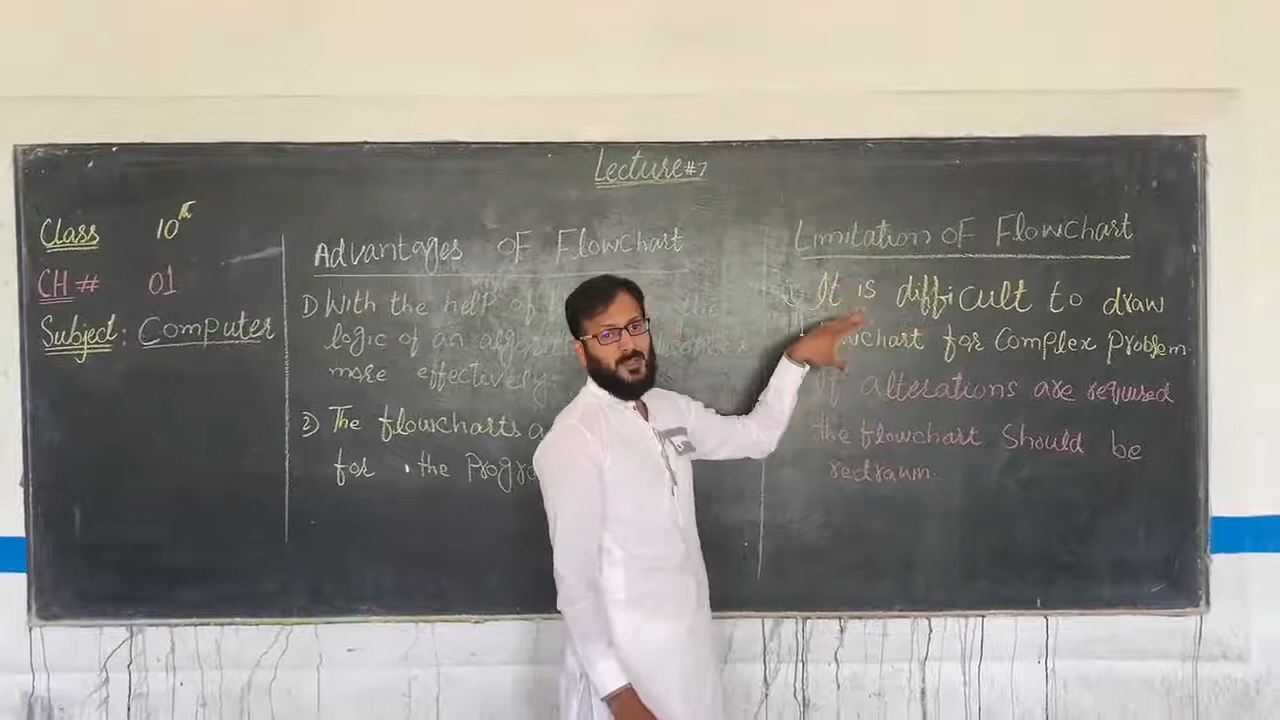 Lecture#7
Class 10th
CH# 01
Subject: Computer
Advantages OF Flowchart
1) With the help of
logic of an
more effectively
2) The flowcharts
for the
Limitation OF Flowchart
It is difficult to draw
for Complex Problem
If alterations are required
the flowchart Should be
redrawn.